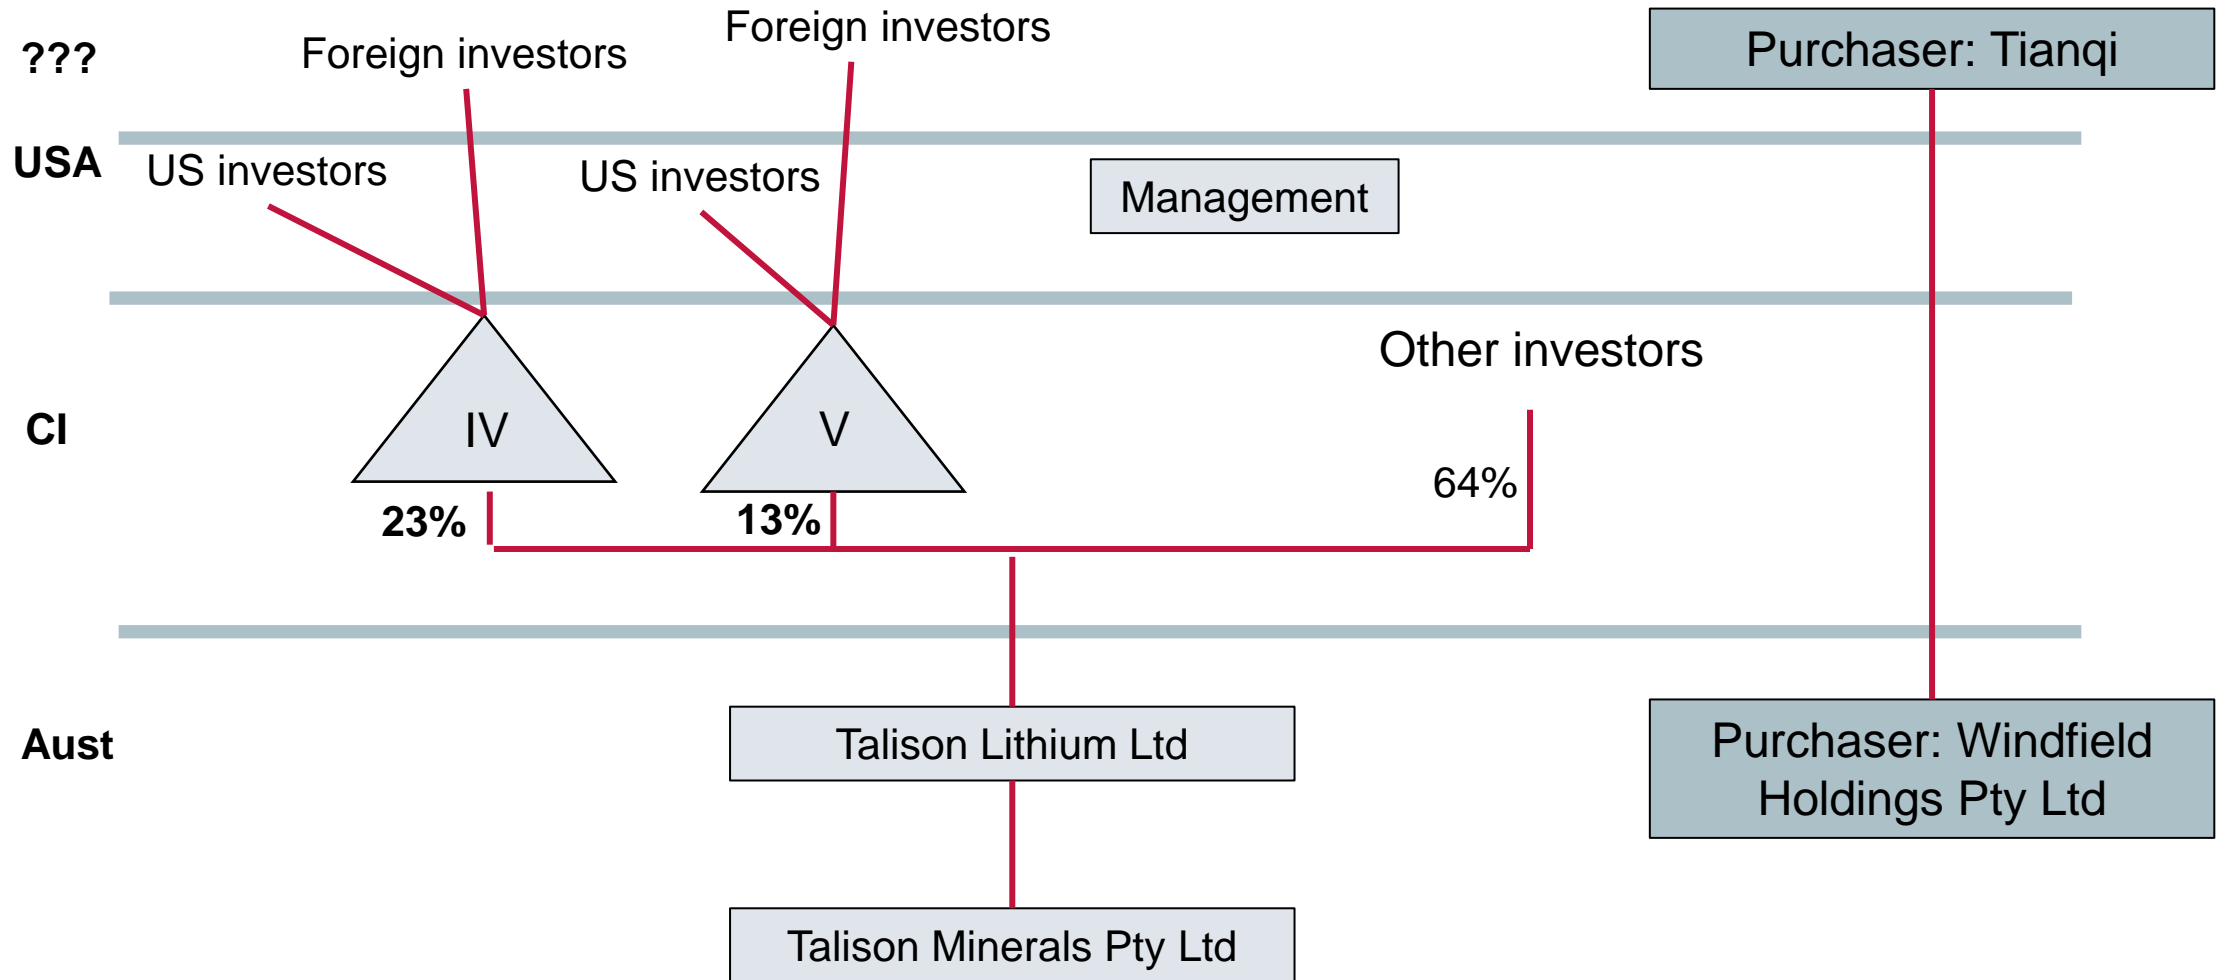 Foreign investors
Purchaser: Tianqi
???
Foreign investors
USA
US investors
US investors
Management
Other investors
CI
IV
V
64%
23%
13%
Aust
Talison Lithium Ltd
Purchaser: Windfield
Holdings Pty Ltd
Talison Minerals Pty Ltd